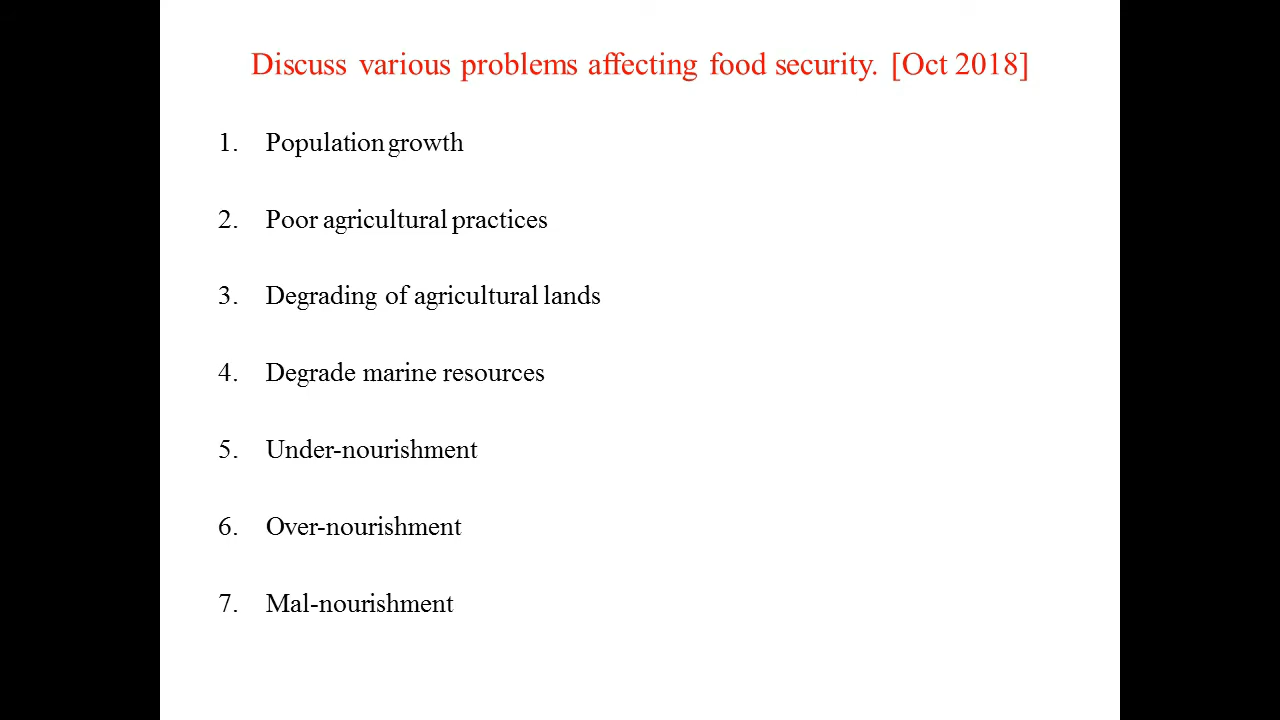 Discuss various problems affecting food security. [Oct 2018]
1. Population growth
2. Poor agricultural practices
3. Degrading of agricultural lands
4. Degrade marine resources
5. Under-nourishment
6. Over-nourishment
7. Mal-nourishment